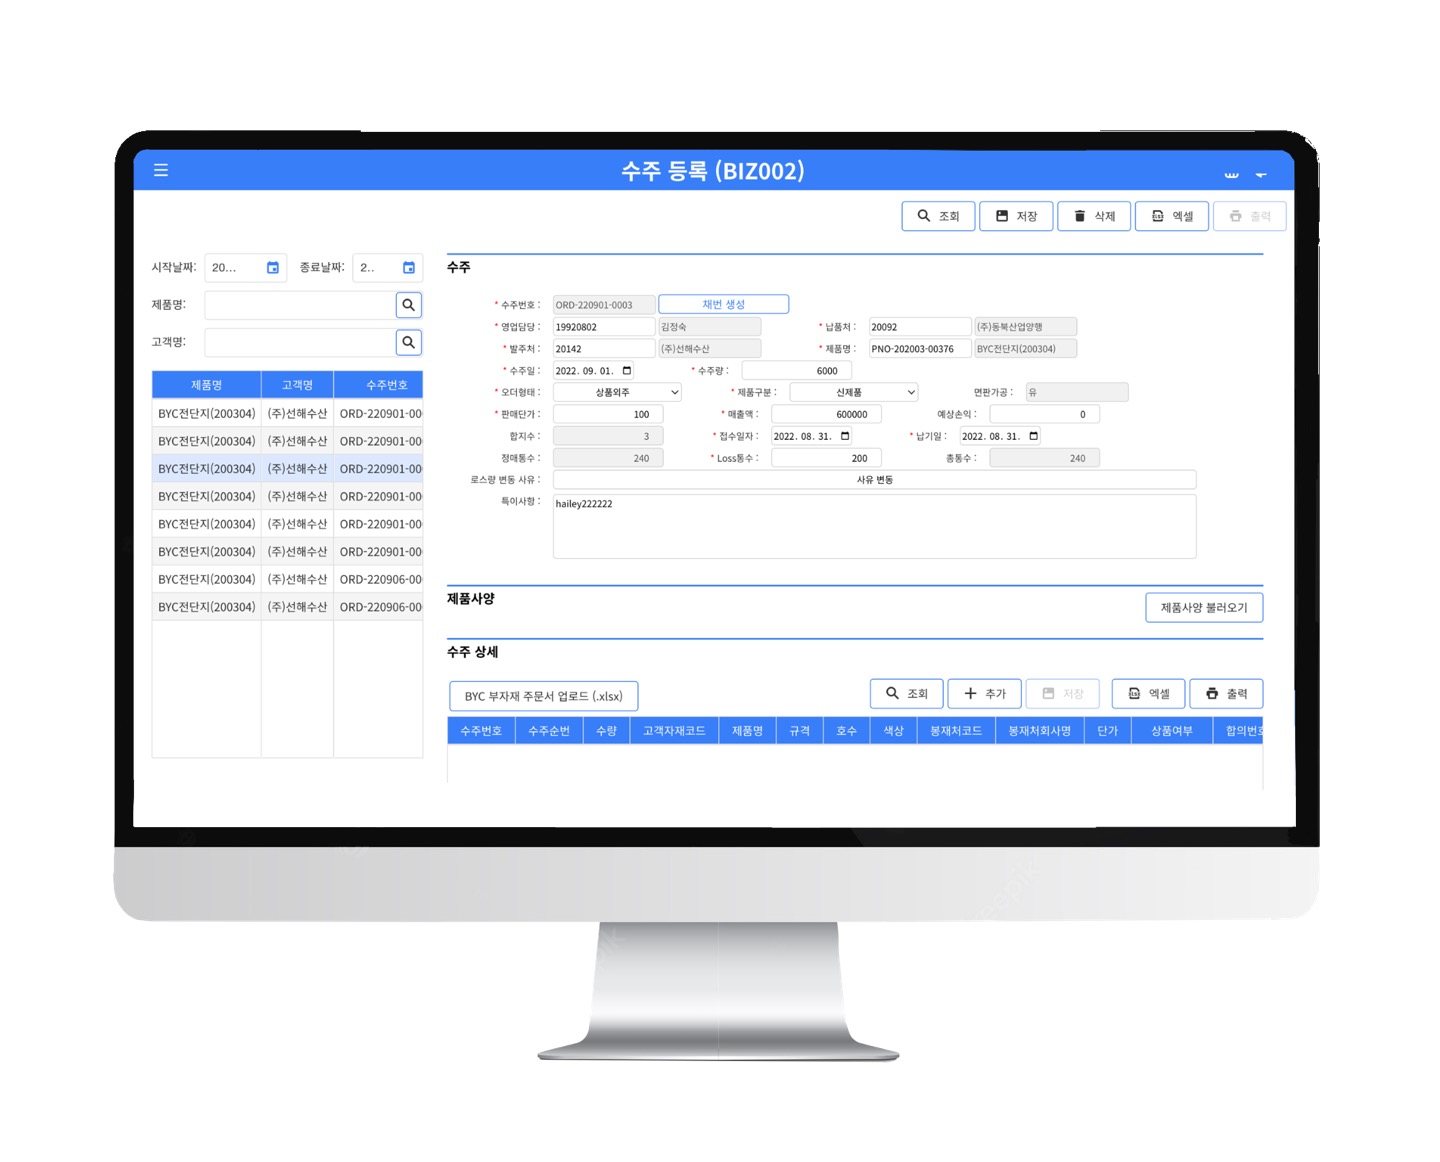 수주 등록 (BIZ002)
조회 저장 삭제 엑셀 출력
시작날짜: 20... 종료날짜: 2..
제품명:
고객명:
제품명 고객명 수주번호
BYC전단지(200304) (주)선해수산 ORD-220901-00
BYC전단지(200304) (주)선해수산 ORD-220901-00
BYC전단지(200304) (주)선해수산 ORD-220901-00
BYC전단지(200304) (주)선해수산 ORD-220901-00
BYC전단지(200304) (주)선해수산 ORD-220901-00
BYC전단지(200304) (주)선해수산 ORD-220901-00
BYC전단지(200304) (주)선해수산 ORD-220906-00
BYC전단지(200304) (주)선해수산 ORD-220906-00
수주
* 수주번호 : ORD-220901-0003 채번 생성
* 영업담당 : 19920802 김정숙 * 납품처 : 20092 (주)동북산업양행
* 발주처 : 20142 (주)선해수산 * 제품명 : PNO-202003-00376 BYC전단지(200304)
* 수주일 : 2022. 09. 01. * 수주량 : 6000
* 오더형태 : 상품외주 * 제품구분 : 신제품 면판가공 : 유
* 판매단가 : 100 * 매출액 : 600000 예상손익 : 0
합지수 : 3 * 접수일자 : 2022. 08. 31. * 납기일 : 2022. 08. 31.
정매통수 : 240 * Loss통수 : 200 총통수 : 240
로스량 변동 사유 : 사유 변동
특이사항 : hailey222222
제품사양
제품사양 불러오기
수주 상세
BYC 부자재 주문서 업로드 (.xlsx) 조회 추가 저장 엑셀 출력
수주번호 수주순번 수량 고객자재코드 제품명 규격 호수 색상 봉재처코드 봉재처회사명 단가 상품여부 합의번호